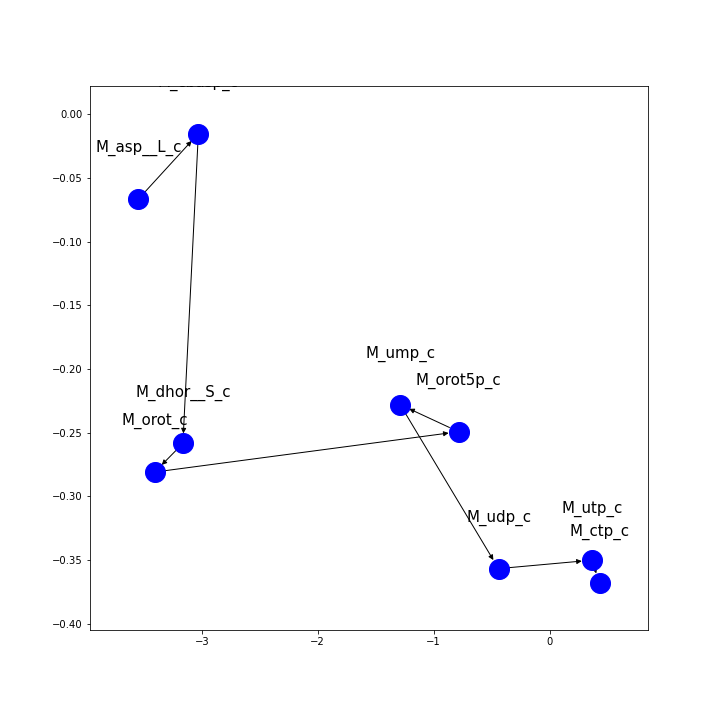 0.00
M_asp__L_c
−0.05
−0.10
−0.15
−0.20
M_ump_c
M_orot5p_c
M_dhor__S_c
M_orot_c
−0.25
−0.30
M_utp_c
M_udp_c
M_ctp_c
−0.35
−0.40
−3
−2
−1
0